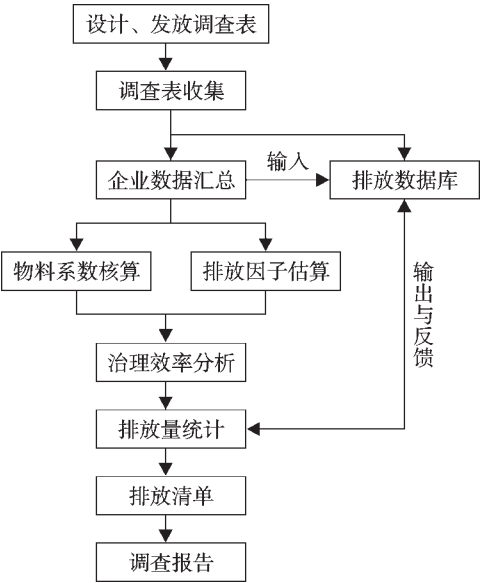 设计、发放调查表
调查表收集
企业数据汇总
输入
排放数据库
物料系数核算
排放因子估算
输出与反馈
治理效率分析
排放量统计
排放清单
调查报告